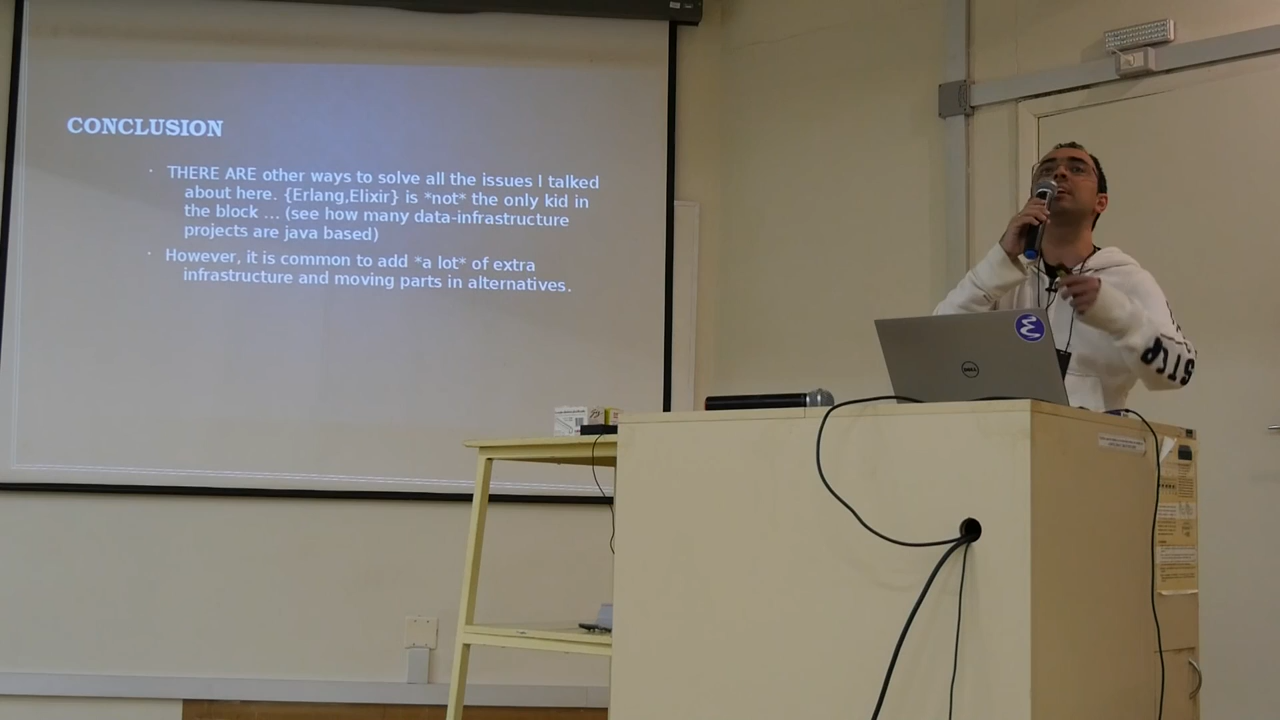 CONCLUSION
· THERE ARE other ways to solve all the issues I talked
about here. {Erlang,Elixir} is *not* the only kid in
the block ... (see how many data-infrastructure
projects are java based)
· However, it is common to add *a lot* of extra
infrastructure and moving parts in alternatives.
DELL
STEP